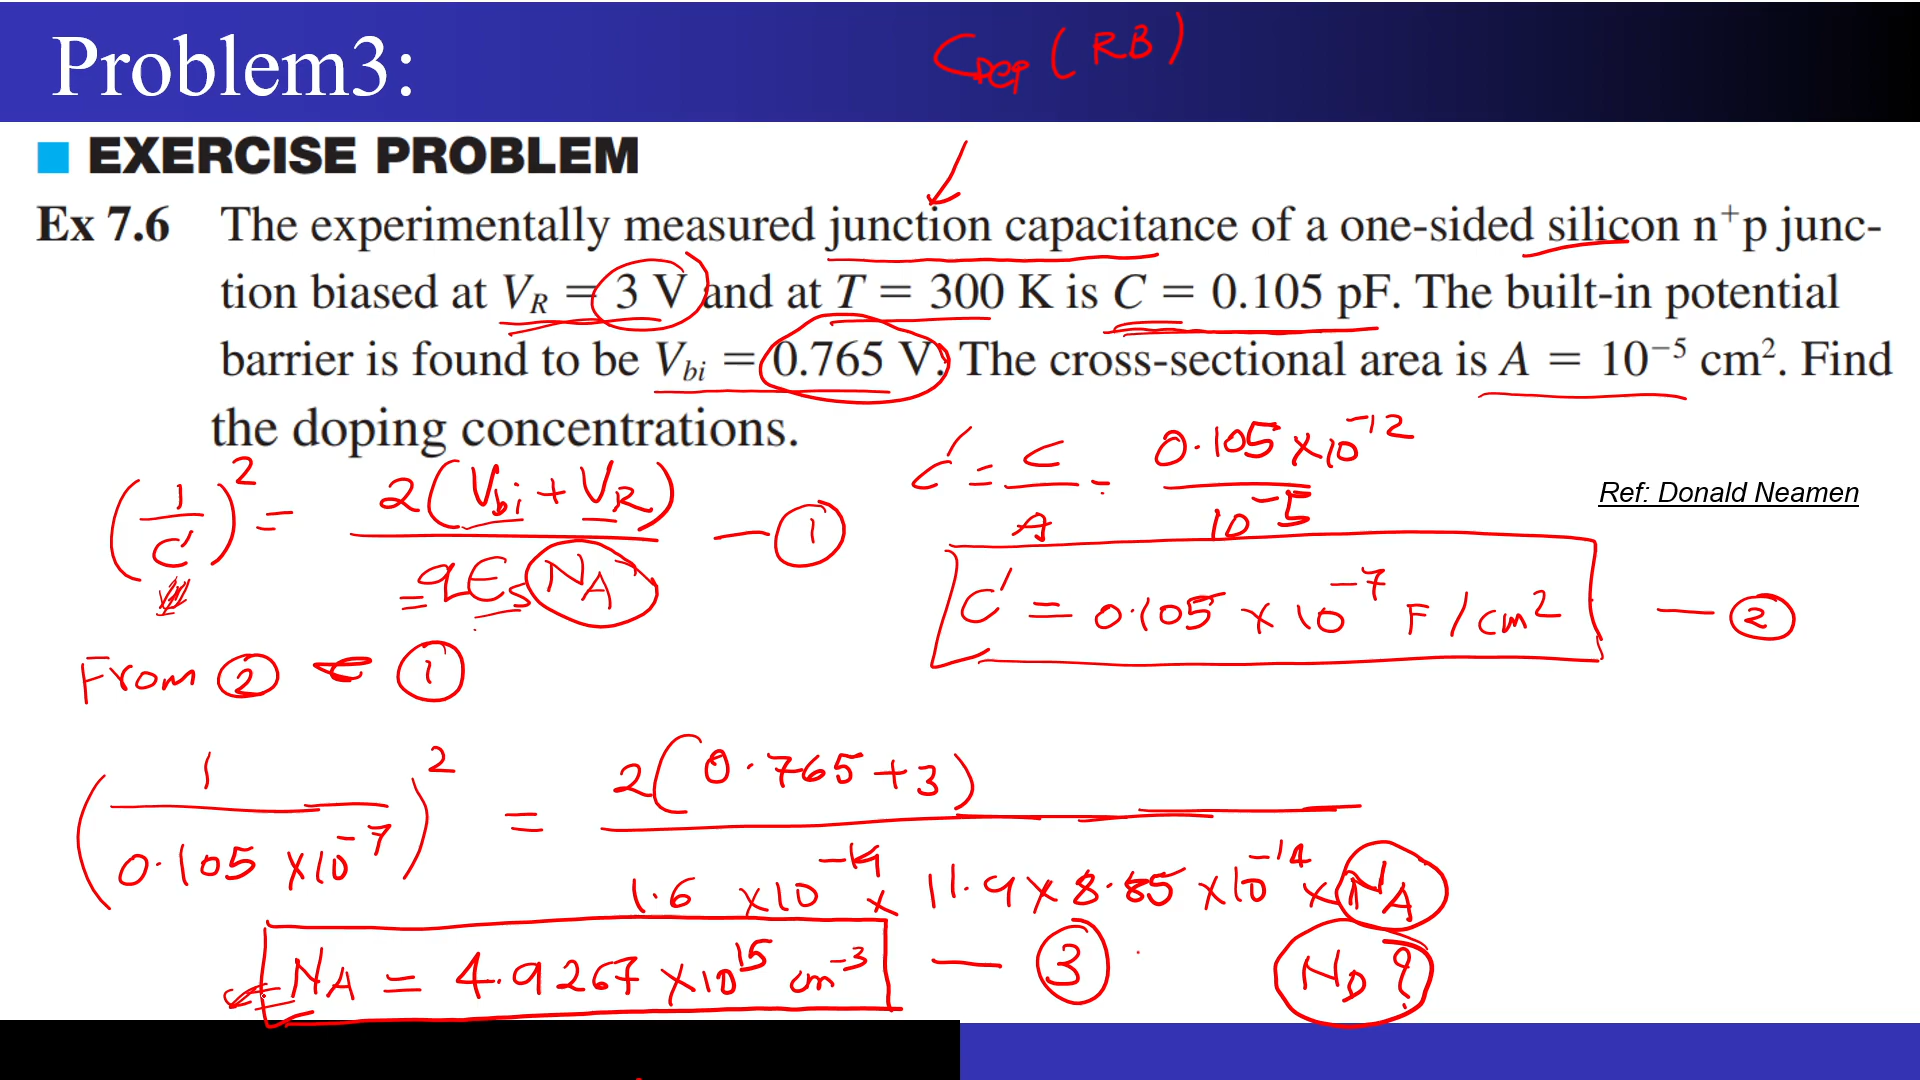 Problem3:
C_Dep (RB)
■ EXERCISE PROBLEM
Ex 7.6 The experimentally measured junction capacitance of a one-sided silicon n⁺p junc-
tion biased at V_R = 3 V and at T = 300 K is C = 0.105 pF. The built-in potential
barrier is found to be V_bi = 0.765 V. The cross-sectional area is A = 10⁻⁵ cm². Find
the doping concentrations.
C' = C/A = 0.105 × 10⁻¹² / 10⁻⁵
Ref: Donald Neamen
(1/C')² = 2(V_bi + V_R) / qϵ_s N_A — ①
C' = 0.105 × 10⁻⁷ F/cm² — ②
From ② ①
(1 / 0.105 × 10⁻⁷)² = 2(0.765 + 3) / 1.6 × 10⁻¹⁹ × 11.9 × 8.85 × 10⁻¹⁴ × N_A
N_A = 4.9267 × 10¹⁵ cm⁻³ — ③
N_D ?